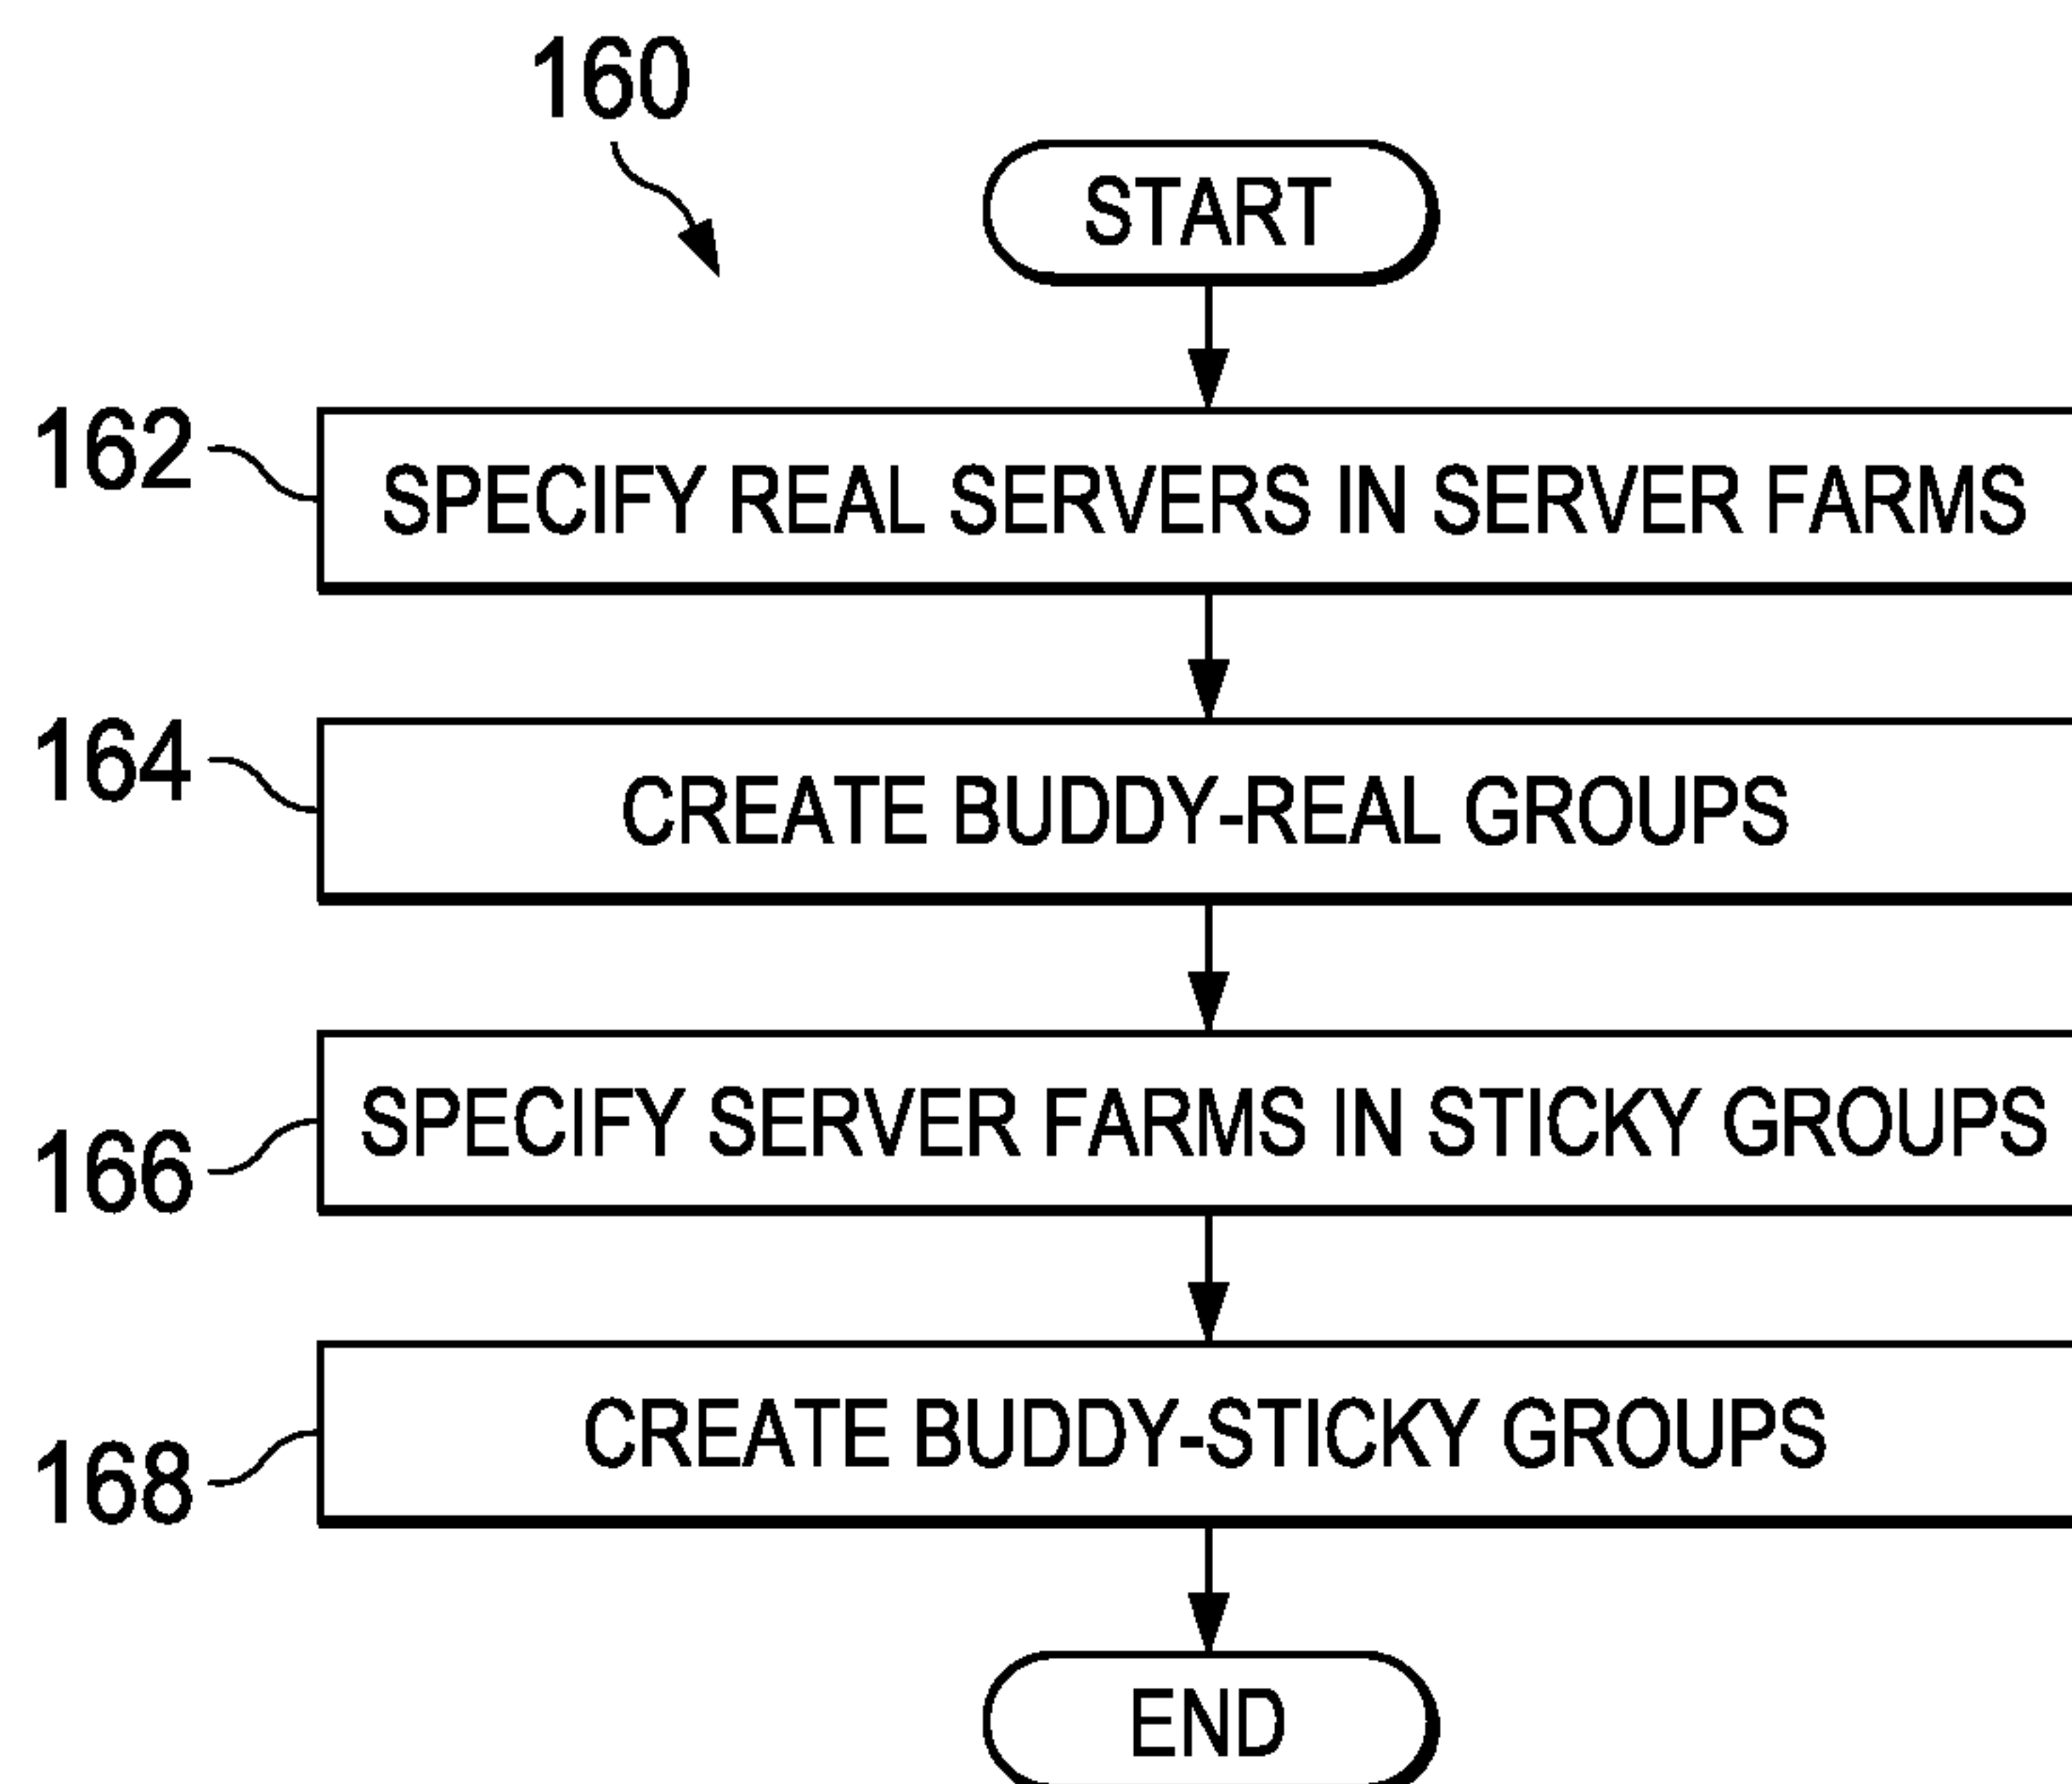 160
START
162
SPECIFY REAL SERVERS IN SERVER FARMS
164
CREATE BUDDY-REAL GROUPS
166
SPECIFY SERVER FARMS IN STICKY GROUPS
168
CREATE BUDDY-STICKY GROUPS
END